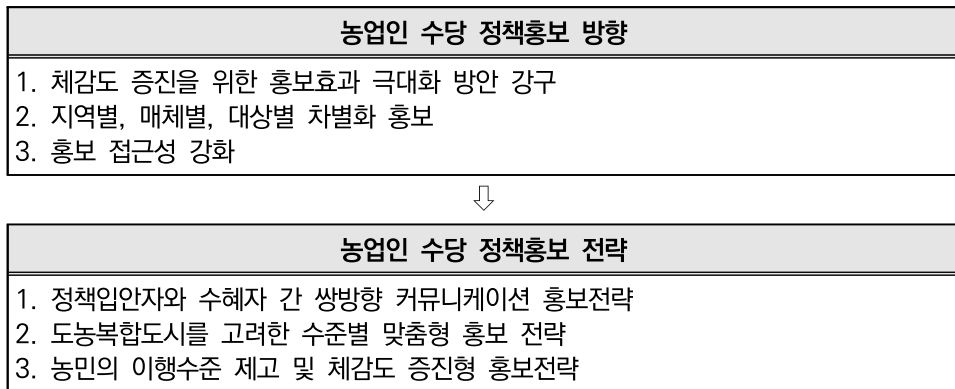 농업인 수당 정책홍보 방향
1. 체감도 증진을 위한 홍보효과 극대화 방안 강구
2. 지역별, 매체별, 대상별 차별화 홍보
3. 홍보 접근성 강화
농업인 수당 정책홍보 전략
1. 정책입안자와 수혜자 간 쌍방향 커뮤니케이션 홍보전략
2. 도농복합도시를 고려한 수준별 맞춤형 홍보 전략
3. 농민의 이행수준 제고 및 체감도 증진형 홍보전략